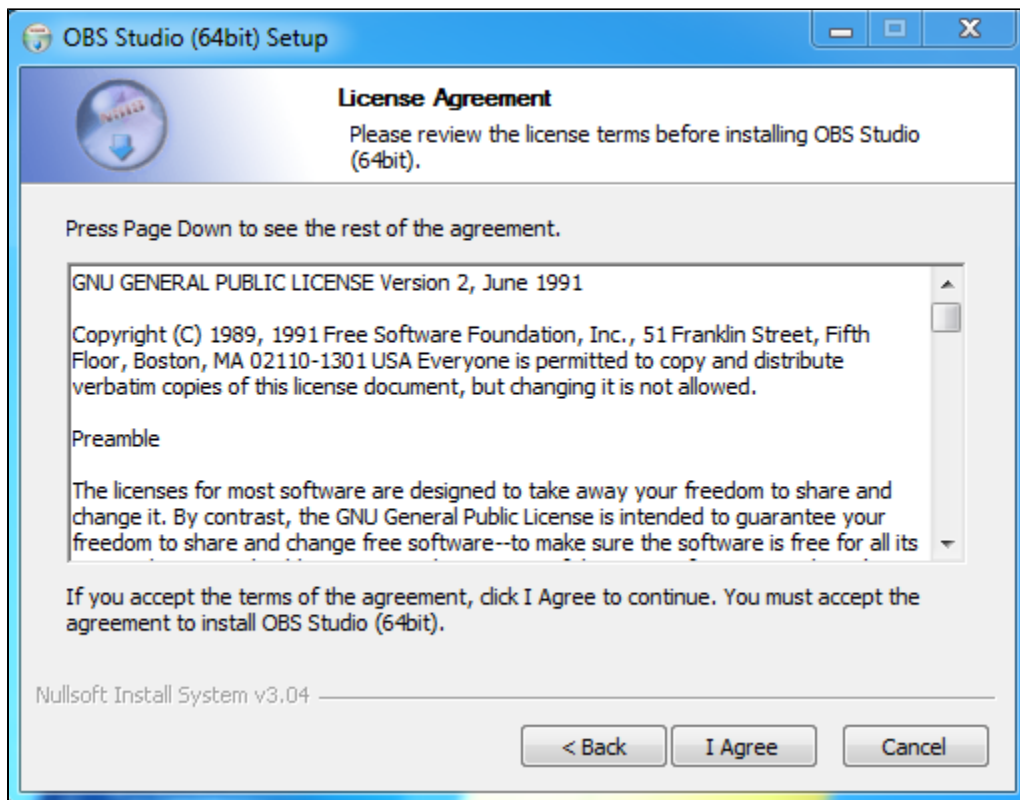 OBS Studio (64bit) Setup
License Agreement
Please review the license terms before installing OBS Studio
(64bit).
Press Page Down to see the rest of the agreement.
GNU GENERAL PUBLIC LICENSE Version 2, June 1991
Copyright (C) 1989, 1991 Free Software Foundation, Inc., 51 Franklin Street, Fifth
Floor, Boston, MA 02110-1301 USA Everyone is permitted to copy and distribute
verbatim copies of this license document, but changing it is not allowed.
Preamble
The licenses for most software are designed to take away your freedom to share and
change it. By contrast, the GNU General Public License is intended to guarantee your
freedom to share and change free software--to make sure the software is free for all its
If you accept the terms of the agreement, click I Agree to continue. You must accept the
agreement to install OBS Studio (64bit).
Nullsoft Install System v3.04
< Back
I Agree
Cancel